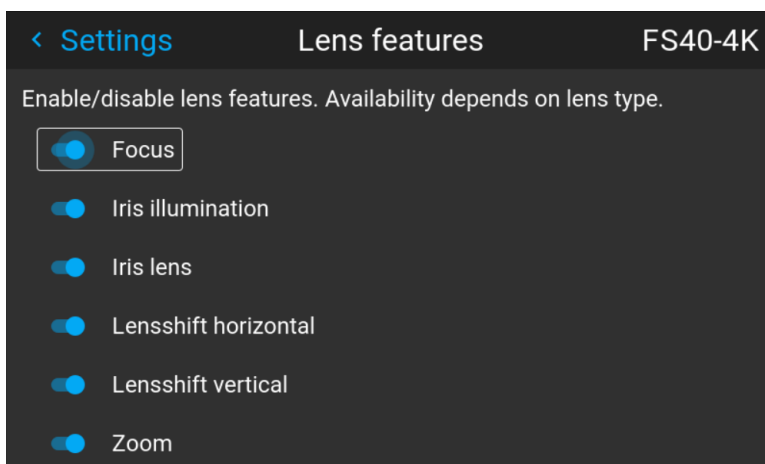 Settings Lens features FS40-4K
Enable/disable lens features. Availability depends on lens type.
Focus
Iris illumination
Iris lens
Lensshift horizontal
Lensshift vertical
Zoom